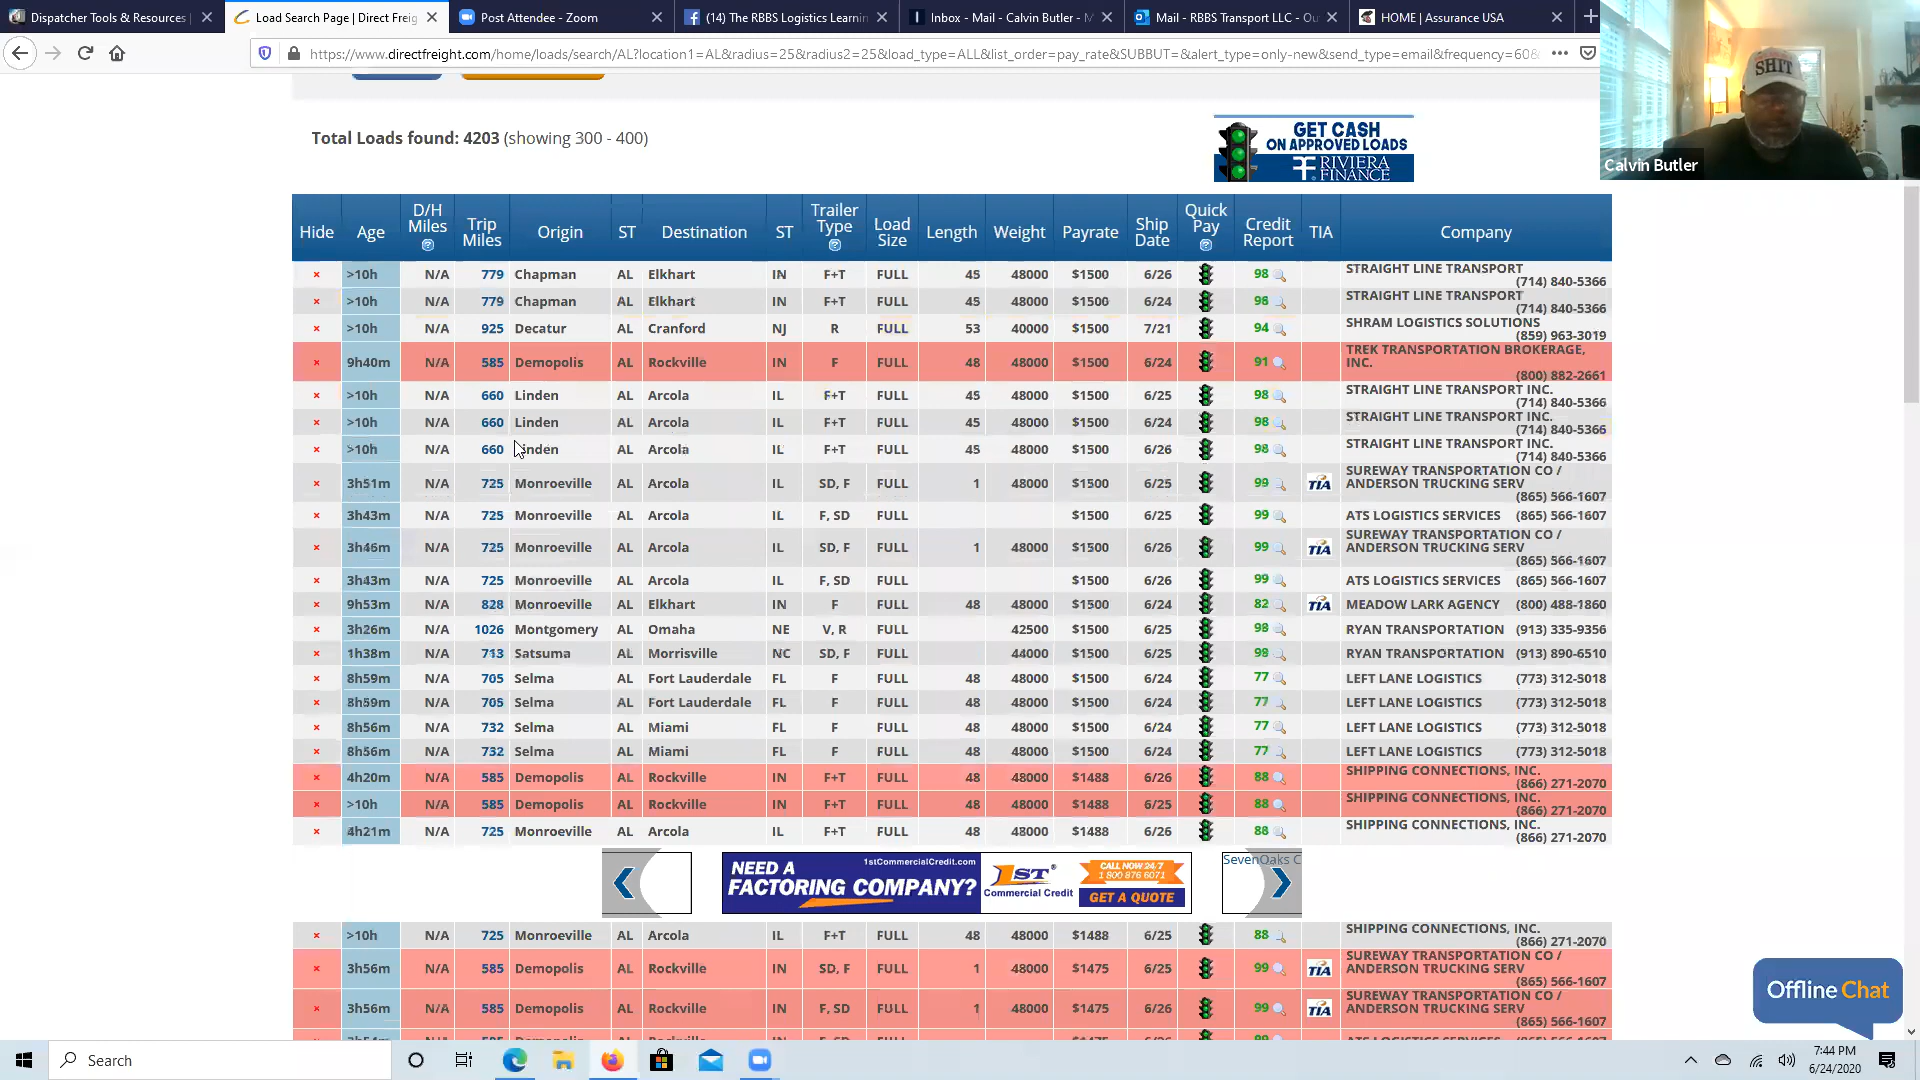 Dispatcher Tools & Resources
Load Search Page | Direct Freig
Post Attendee - Zoom
(14) The RBBS Logistics Learnin
Inbox - Mail - Calvin Butler - M
Mail - RBBS Transport LLC - Ou
HOME | Assurance USA
https://www.directfreight.com/home/loads/search/AL?location1=AL&radius=25&radius2=25&load_type=ALL&list_order=pay_rate&SUBBUT=&alert_type=only-new&send_type=email&frequency=60&
SHIT
Calvin Butler
Total Loads found: 4203 (showing 300 - 400)
GET CASH
ON APPROVED LOADS
RIVIERA
FINANCE
Hide Age D/H Miles Trip Miles Origin ST Destination ST Trailer Type Load Size Length Weight Payrate Ship Date Quick Pay Credit Report TIA Company
× >10h N/A 779 Chapman AL Elkhart IN F+T FULL 45 48000 $1500 6/26 98 STRAIGHT LINE TRANSPORT (714) 840-5366
× >10h N/A 779 Chapman AL Elkhart IN F+T FULL 45 48000 $1500 6/24 98 STRAIGHT LINE TRANSPORT (714) 840-5366
× >10h N/A 925 Decatur AL Cranford NJ R FULL 53 40000 $1500 7/21 94 SHRAM LOGISTICS SOLUTIONS (859) 963-3019
× 9h40m N/A 585 Demopolis AL Rockville IN F FULL 48 48000 $1500 6/24 91 TREK TRANSPORTATION BROKERAGE, INC. (800) 882-2661
× >10h N/A 660 Linden AL Arcola IL F+T FULL 45 48000 $1500 6/25 98 STRAIGHT LINE TRANSPORT INC. (714) 840-5366
× >10h N/A 660 Linden AL Arcola IL F+T FULL 45 48000 $1500 6/24 98 STRAIGHT LINE TRANSPORT INC. (714) 840-5366
× >10h N/A 660 Linden AL Arcola IL F+T FULL 45 48000 $1500 6/26 98 STRAIGHT LINE TRANSPORT INC. (714) 840-5366
× 3h51m N/A 725 Monroeville AL Arcola IL SD, F FULL 1 48000 $1500 6/25 99 TIA SUREWAY TRANSPORTATION CO / ANDERSON TRUCKING SERV (865) 566-1607
× 3h43m N/A 725 Monroeville AL Arcola IL F, SD FULL $1500 6/25 99 ATS LOGISTICS SERVICES (865) 566-1607
× 3h46m N/A 725 Monroeville AL Arcola IL SD, F FULL 1 48000 $1500 6/26 99 TIA SUREWAY TRANSPORTATION CO / ANDERSON TRUCKING SERV (865) 566-1607
× 3h43m N/A 725 Monroeville AL Arcola IL F, SD FULL $1500 6/26 99 ATS LOGISTICS SERVICES (865) 566-1607
× 9h53m N/A 828 Monroeville AL Elkhart IN F FULL 48 48000 $1500 6/24 82 TIA MEADOW LARK AGENCY (800) 488-1860
× 3h26m N/A 1026 Montgomery AL Omaha NE V, R FULL 42500 $1500 6/25 98 RYAN TRANSPORTATION (913) 335-9356
× 1h38m N/A 713 Satsuma AL Morrisville NC SD, F FULL 44000 $1500 6/25 98 RYAN TRANSPORTATION (913) 890-6510
× 8h59m N/A 705 Selma AL Fort Lauderdale FL F FULL 48 48000 $1500 6/24 77 LEFT LANE LOGISTICS (773) 312-5018
× 8h59m N/A 705 Selma AL Fort Lauderdale FL F FULL 48 48000 $1500 6/24 77 LEFT LANE LOGISTICS (773) 312-5018
× 8h56m N/A 732 Selma AL Miami FL F FULL 48 48000 $1500 6/24 77 LEFT LANE LOGISTICS (773) 312-5018
× 8h56m N/A 732 Selma AL Miami FL F FULL 48 48000 $1500 6/24 77 LEFT LANE LOGISTICS (773) 312-5018
× 4h20m N/A 585 Demopolis AL Rockville IN F+T FULL 48 48000 $1488 6/26 88 SHIPPING CONNECTIONS, INC. (866) 271-2070
× >10h N/A 585 Demopolis AL Rockville IN F+T FULL 48 48000 $1488 6/25 88 SHIPPING CONNECTIONS, INC. (866) 271-2070
× 4h21m N/A 725 Monroeville AL Arcola IL F+T FULL 48 48000 $1488 6/26 88 SHIPPING CONNECTIONS, INC. (866) 271-2070
NEED A
FACTORING COMPANY?
1stCommercialCredit.com
1ST
Commercial Credit
CALL NOW 24/7
1 800 876 6071
GET A QUOTE
SevenOaks C
× >10h N/A 725 Monroeville AL Arcola IL F+T FULL 48 48000 $1488 6/25 88 SHIPPING CONNECTIONS, INC. (866) 271-2070
× 3h56m N/A 585 Demopolis AL Rockville IN SD, F FULL 1 48000 $1475 6/25 99 TIA SUREWAY TRANSPORTATION CO / ANDERSON TRUCKING SERV (865) 566-1607
× 3h56m N/A 585 Demopolis AL Rockville IN F, SD FULL 1 48000 $1475 6/26 99 TIA SUREWAY TRANSPORTATION CO / ANDERSON TRUCKING SERV (865) 566-1607
Offline Chat
Search
7:44 PM
6/24/2020